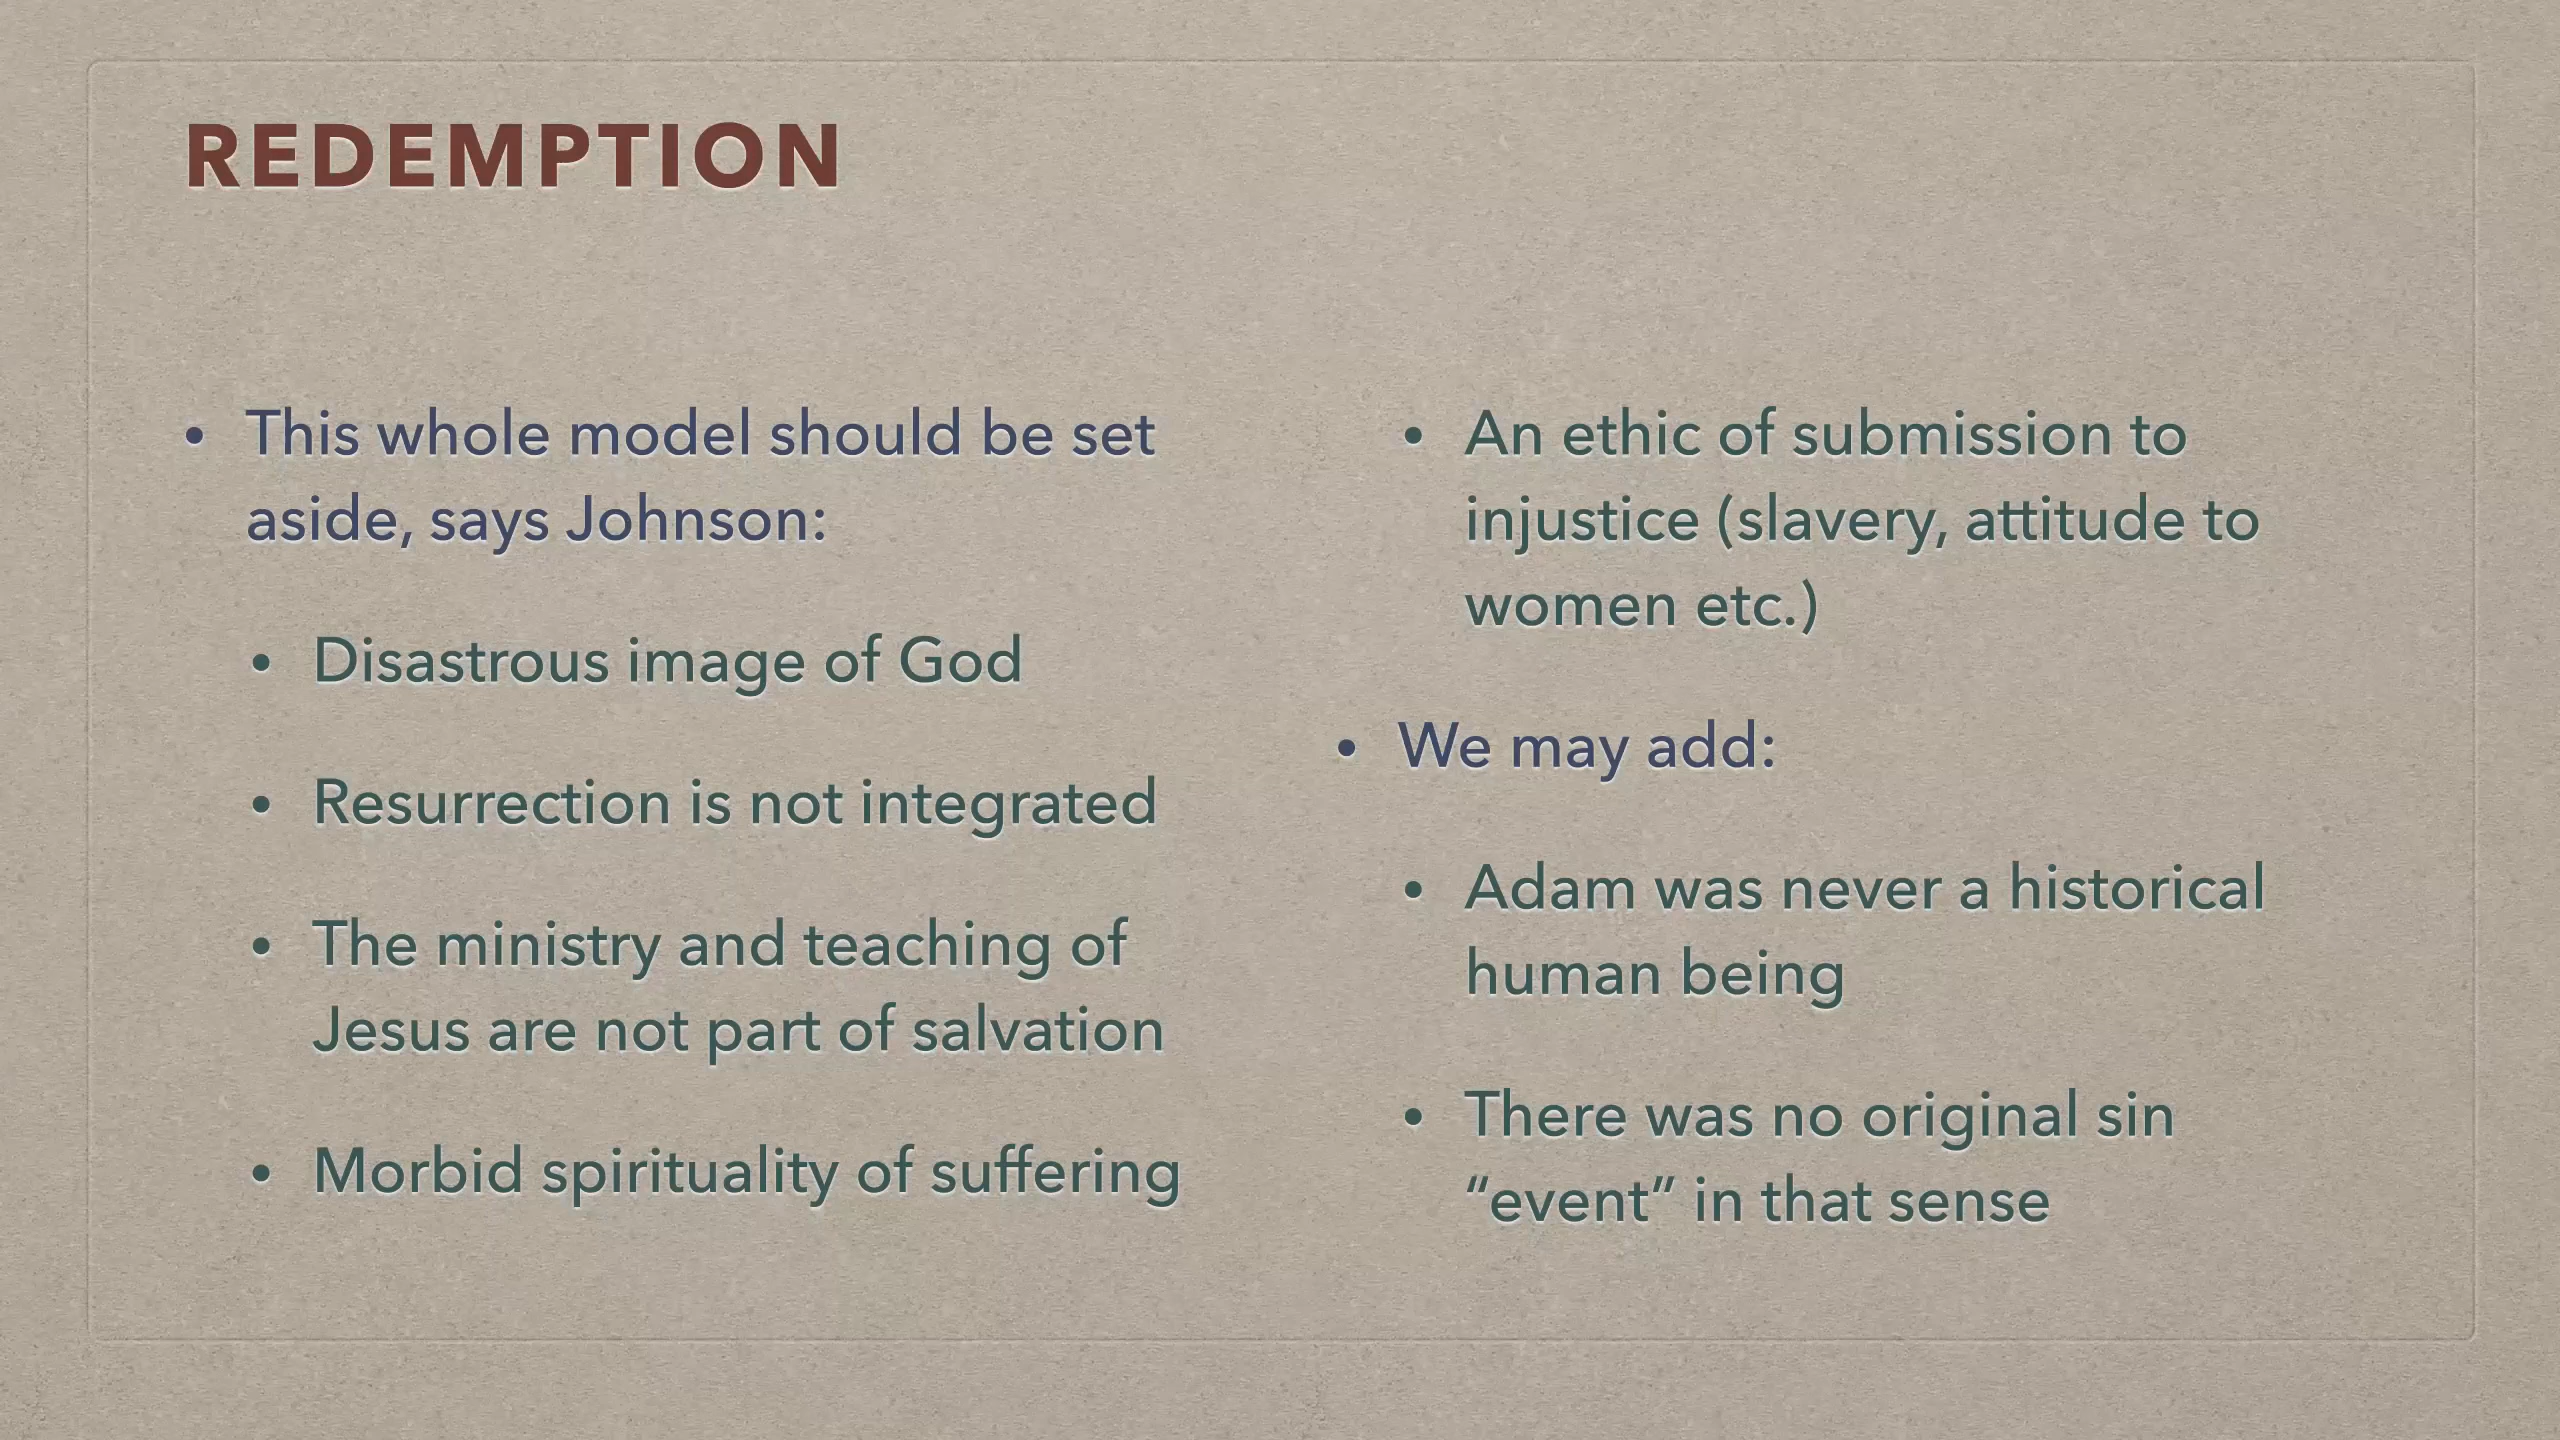 REDEMPTION
• This whole model should be set
aside, says Johnson:
• Disastrous image of God
• Resurrection is not integrated
• The ministry and teaching of
Jesus are not part of salvation
• Morbid spirituality of suffering
• An ethic of submission to
injustice (slavery, attitude to
women etc.)
• We may add:
• Adam was never a historical
human being
• There was no original sin
“event” in that sense